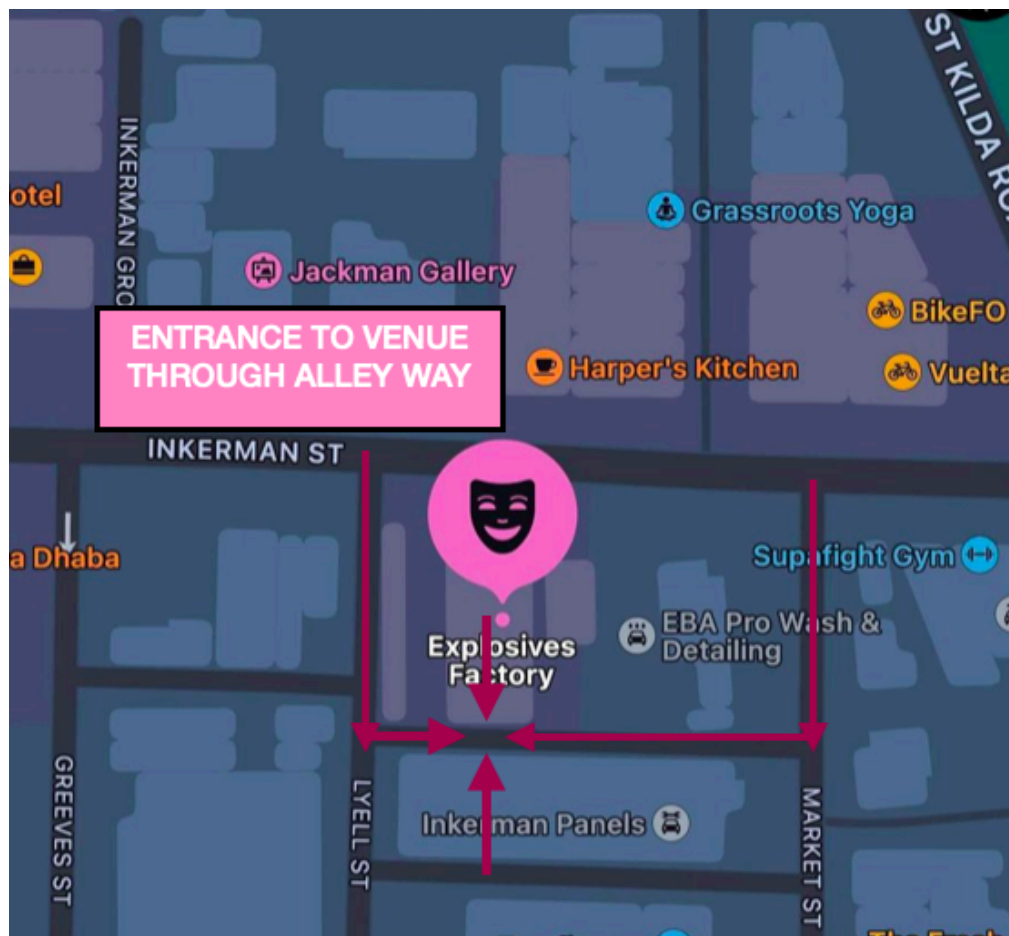 ST KILDA RO
INKERMAN GRO
otel
Grassroots Yoga
Jackman Gallery
BikeFO
ENTRANCE TO VENUE
THROUGH ALLEY WAY
Harper's Kitchen
Vuelta
INKERMAN ST
a Dhaba
Supafight Gym
EBA Pro Wash &
Detailing
Explosives
Factory
GREEVES ST
LYELL ST
Inkerman Panels
MARKET ST